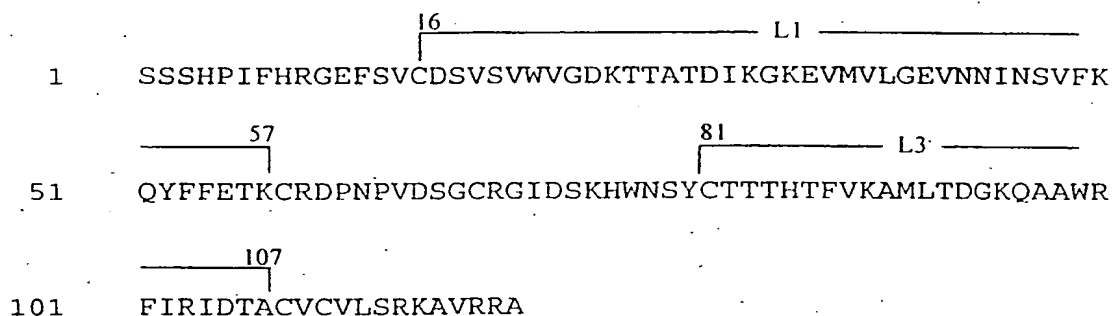 16 L1
1 SSSHPIFHRGEFSVCDSVSVWVGDKTTATDIKGKEVMVLGEVNNINSVFK
57 81 L3
51 QYFFETKCRDPNPVDSGCRGIDSKHWNSYCTTTHTFVKAMLTDGKQAAWR
107
101 FIRIDTACVCVLSRKAVRRA